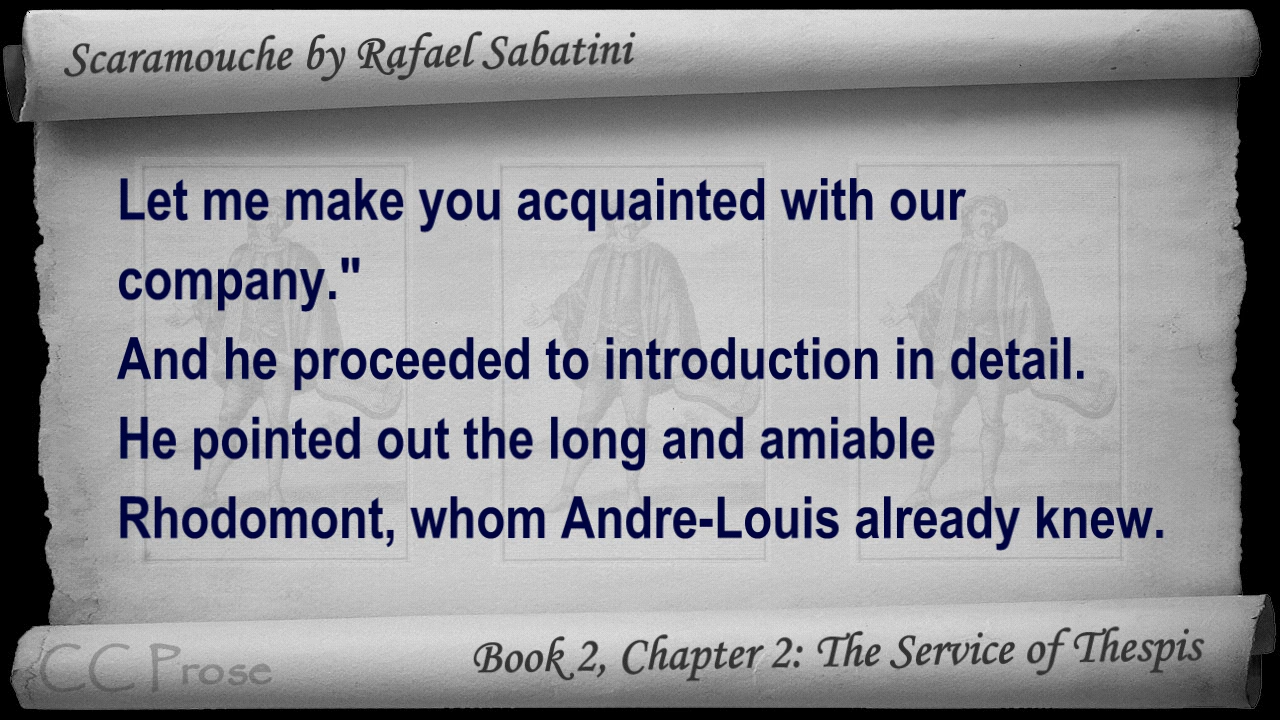 Scaramouche by Rafael Sabatini
Let me make you acquainted with our
company."
And he proceeded to introduction in detail.
He pointed out the long and amiable
Rhodomont, whom Andre-Louis already knew.
CC Prose
Book 2, Chapter 2: The Service of Thespis